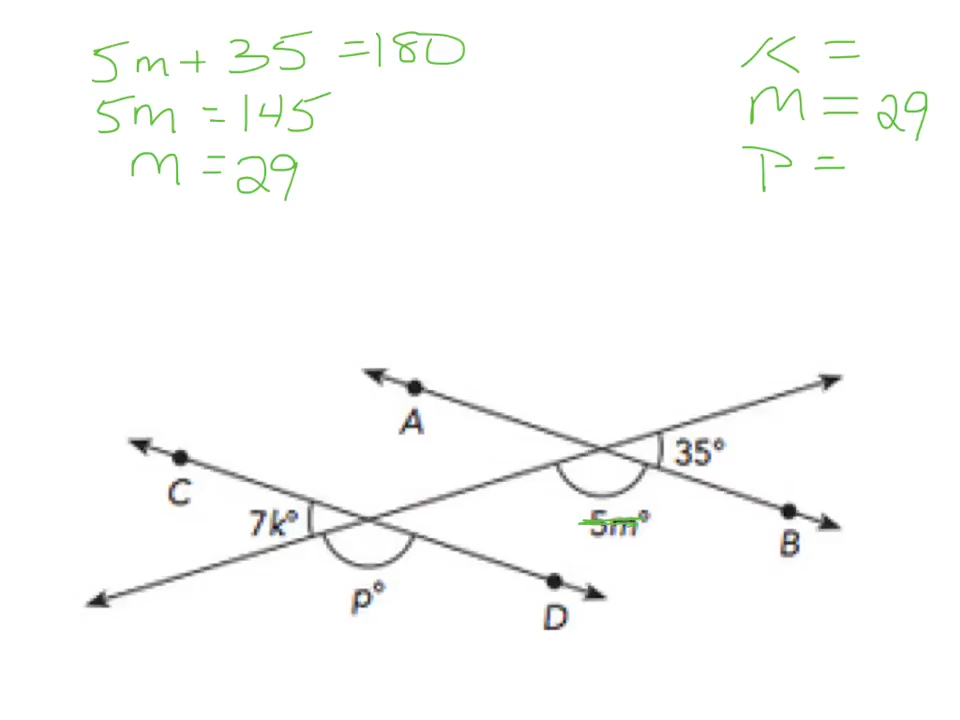 5m + 35 = 180
5m = 145
m = 29
K =
m = 29
P =
A
35°
C
7k°
5m°
B
p°
D